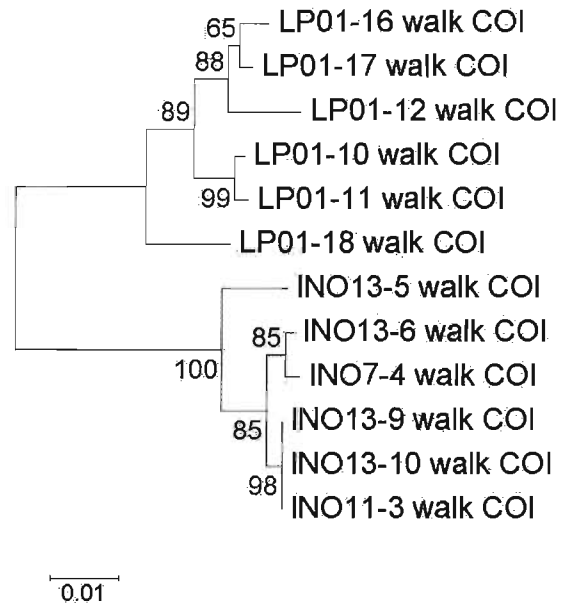 65
LP01-16 walk COI
88
LP01-17 walk COI
89
LP01-12 walk COI
LP01-10 walk COI
99
LP01-11 walk COI
LP01-18 walk COI
INO13-5 walk COI
85
INO13-6 walk COI
100
INO7-4 walk COI
85
INO13-9 walk COI
INO13-10 walk COI
98
INO11-3 walk COI
0.01